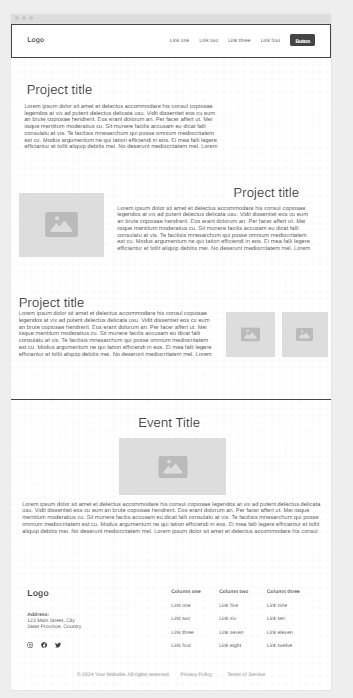 Logo
Link one Link two Link three Link four Button
Project title
Lorem ipsum dolor sit amet et delectus accommodare his consul copiosae
legendos at vix ad putent delectus delicata usu. Vidit dissentiet eos cu eum
an brute copiosae hendrerit. Eos erant dolorum an. Per facer affert ut. Mei
iisque mentitum moderatius cu. Sit munere facilis accusam eu dicat falli
consulatu at vis. Te facilisis mnesarchum qui posse omnium mediocritatem
est cu. Modus argumentum ne qui tation efficiendi in eos. Ei mea falli legere
efficiantur et tota aliquip debitis mei. No deserunt mediocritatem mel. Lorem
Project title
Lorem ipsum dolor sit amet et delectus accommodare his consul copiosae
legendos at vix ad putent delectus delicata usu. Vidit dissentiet eos cu eum
an brute copiosae hendrerit. Eos erant dolorum an. Per facer affert ut. Mei
iisque mentitum moderatius cu. Sit munere facilis accusam eu dicat falli
consulatu at vis. Te facilisis mnesarchum qui posse omnium mediocritatem
est cu. Modus argumentum ne qui tation efficiendi in eos. Ei mea falli legere
efficiantur et tota aliquip debitis mei. No deserunt mediocritatem mel. Lorem
Project title
Lorem ipsum dolor sit amet et delectus accommodare his consul copiosae
legendos at vix ad putent delectus delicata usu. Vidit dissentiet eos cu eum
an brute copiosae hendrerit. Eos erant dolorum an. Per facer affert ut. Mei
iisque mentitum moderatius cu. Sit munere facilis accusam eu dicat falli
consulatu at vis. Te facilisis mnesarchum qui posse omnium mediocritatem
est cu. Modus argumentum ne qui tation efficiendi in eos. Ei mea falli legere
efficiantur et aliquip debitis mei. No deserunt mediocritatem mel. Lorem
Event Title
Lorem ipsum dolor sit amet et delectus accommodare his consul copiosae legendos at vix ad putent delectus delicata
usu. Vidit dissentiet eos cu eum an brute copiosae hendrerit. Eos erant dolorum an. Per facer affert ut. Mei iisque
mentitum moderatius cu. Sit munere facilis accusam eu dicat falli consulatu at vis. Te facilisis mnesarchum qui posse
omnium mediocritatem est cu. Modus argumentum ne qui tation efficiendi in eos. Ei mea falli legere efficiantur et tollit
aliquip debitis mei. No deserunt mediocritatem mel. Lorem ipsum dolor sit amet et delectus accommodare his consul
Logo
Address:
123 Main Street, City
State Province, Country
Column one Column two Column three
Link one Link five Link nine
Link two Link six Link ten
Link three Link seven Link eleven
Link four Link eight Link twelve
© 2024 Your Website. All rights reserved. Privacy Policy Terms of Service